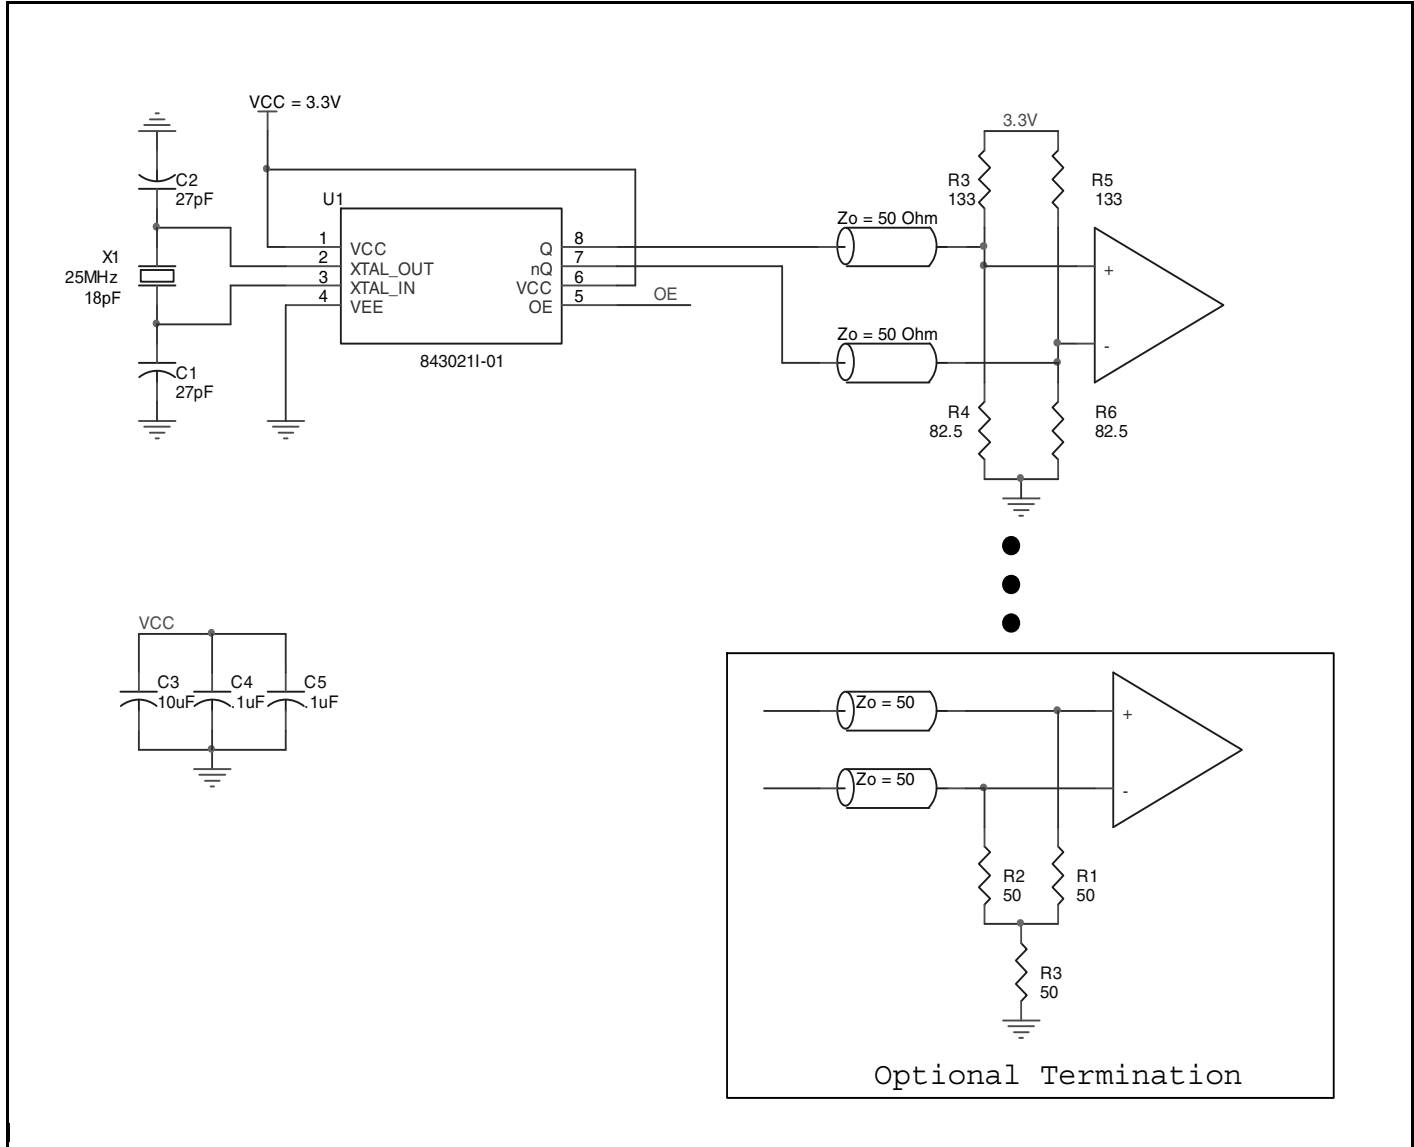 VCC = 3.3V
C2
27pF
X1
25MHz
18pF
C1
27pF
U1
1
2
3
4
VCC
XTAL_OUT
XTAL_IN
VEE
Q
nQ
VCC
OE
8
7
6
5
OE
843021I-01
Zo = 50 Ohm
Zo = 50 Ohm
3.3V
R3
133
R5
133
+
-
R4
82.5
R6
82.5
VCC
C3
10uF
C4
.1uF
C5
.1uF
Zo = 50
Zo = 50
+
-
R2
50
R1
50
R3
50
Optional Termination